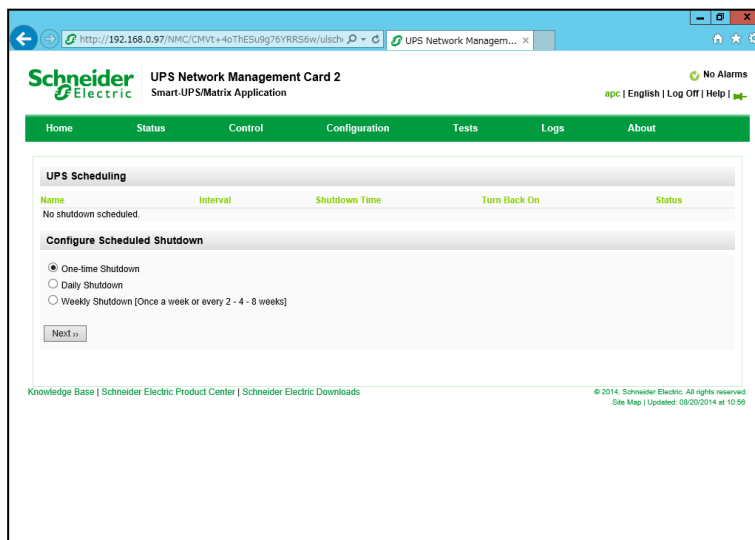 http://192.168.0.97/NMC/CMVt+4oThESu9g76YRRS6w/ulsch
UPS Network Managem...
Schneider Electric
UPS Network Management Card 2
Smart-UPS/Matrix Application
No Alarms
apc | English | Log Off | Help |
Home Status Control Configuration Tests Logs About
UPS Scheduling
Name Interval Shutdown Time Turn Back On Status
No shutdown scheduled.
Configure Scheduled Shutdown
One-time Shutdown
Daily Shutdown
Weekly Shutdown [Once a week or every 2 - 4 - 8 weeks]
Next ››
Knowledge Base | Schneider Electric Product Center | Schneider Electric Downloads
© 2014, Schneider Electric. All rights reserved.
Site Map | Updated: 08/20/2014 at 10:56